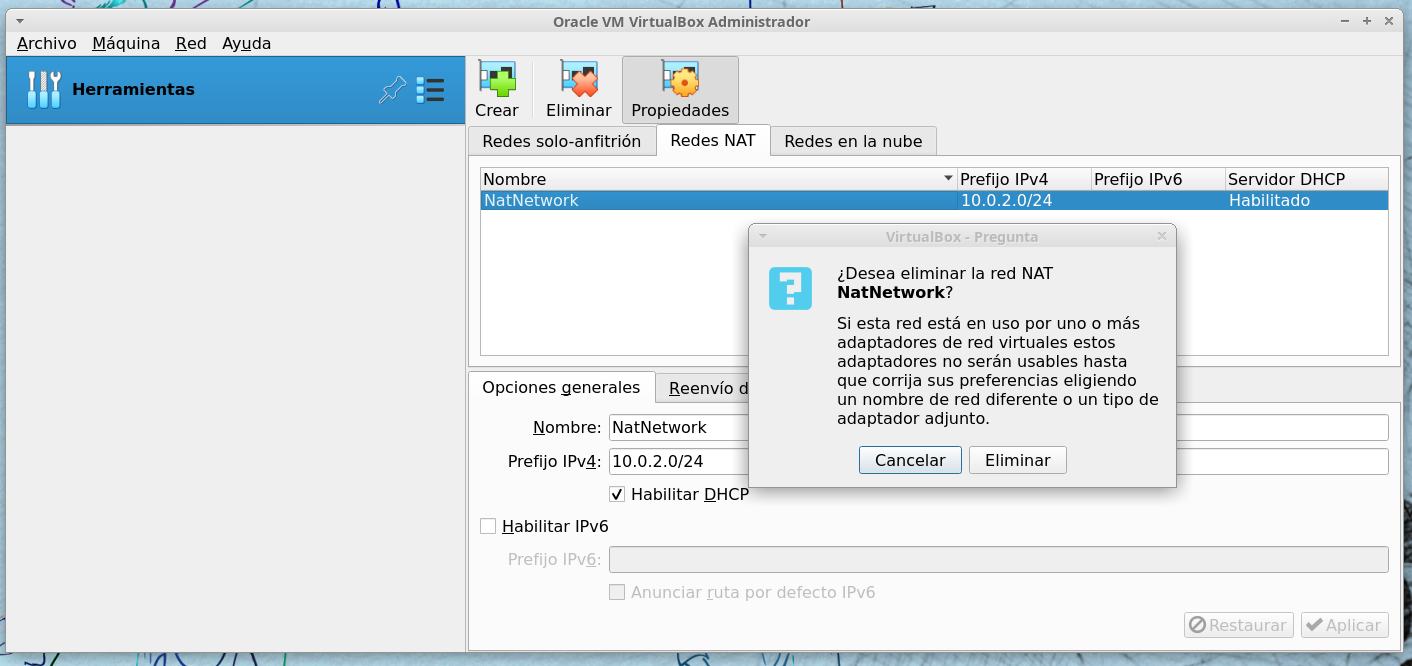 Oracle VM VirtualBox Administrador
Archivo Máquina Red Ayuda
Herramientas
Crear Eliminar Propiedades
Redes solo-anfitrión Redes NAT Redes en la nube
Nombre Prefijo IPv4 Prefijo IPv6 Servidor DHCP
NatNetwork 10.0.2.0/24 Habilitado
VirtualBox - Pregunta
¿Desea eliminar la red NAT
NatNetwork?
Si esta red está en uso por uno o más
adaptadores de red virtuales estos
adaptadores no serán usables hasta
que corrija sus preferencias eligiendo
un nombre de red diferente o un tipo de
adaptador adjunto.
Cancelar Eliminar
Opciones generales Reenvío d
Nombre: NatNetwork
Prefijo IPv4: 10.0.2.0/24
Habilitar DHCP
Habilitar IPv6
Prefijo IPv6:
Anunciar ruta por defecto IPv6
Restaurar Aplicar